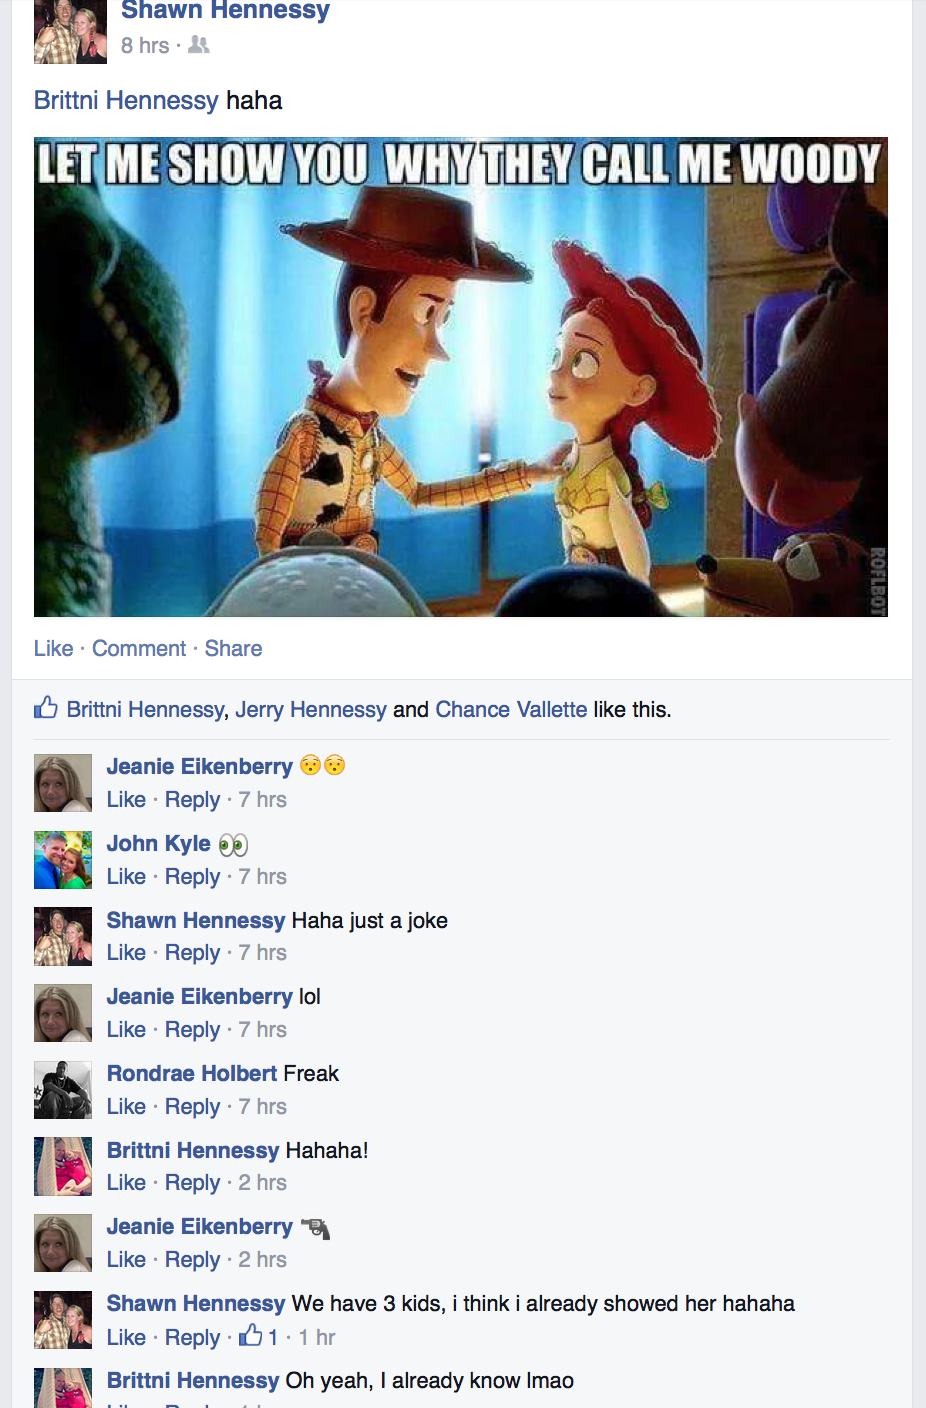 Shawn Hennessy
8 hrs ·
Brittni Hennessy haha
LET ME SHOW YOU WHY THEY CALL ME WOODY
ROFLBOT
Like · Comment · Share
Brittni Hennessy, Jerry Hennessy and Chance Vallette like this.
Jeanie Eikenberry 😯😯
Like · Reply · 7 hrs
John Kyle 👀
Like · Reply · 7 hrs
Shawn Hennessy Haha just a joke
Like · Reply · 7 hrs
Jeanie Eikenberry lol
Like · Reply · 7 hrs
Rondrae Holbert Freak
Like · Reply · 7 hrs
Brittni Hennessy Hahaha!
Like · Reply · 2 hrs
Jeanie Eikenberry 🔫
Like · Reply · 2 hrs
Shawn Hennessy We have 3 kids, i think i already showed her hahaha
Like · Reply · 1 · 1 hr
Brittni Hennessy Oh yeah, I already know lmao